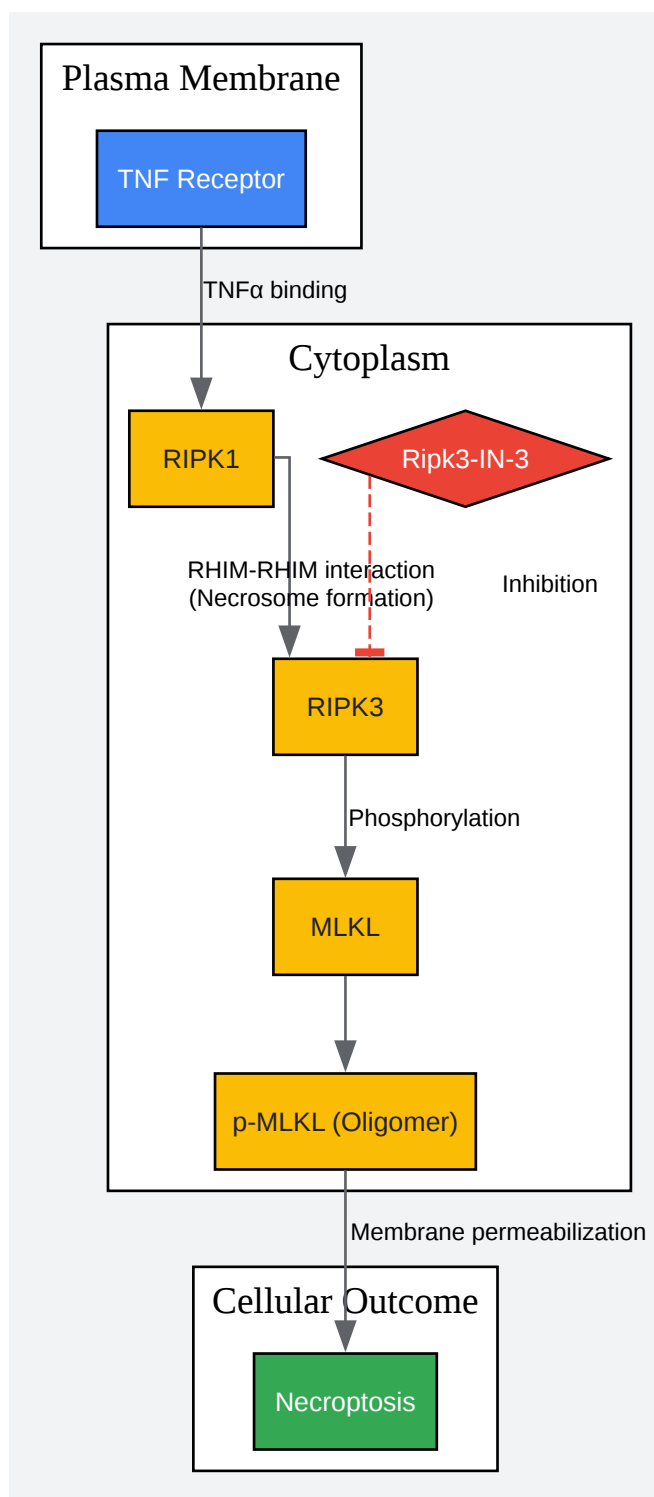 Plasma Membrane
TNF Receptor
TNFα binding
Cytoplasm
RIPK1
Ripk3-IN-3
RHIM-RHIM interaction
(Necrosome formation)
Inhibition
RIPK3
Phosphorylation
MLKL
p-MLKL (Oligomer)
Membrane permeabilization
Cellular Outcome
Necroptosis